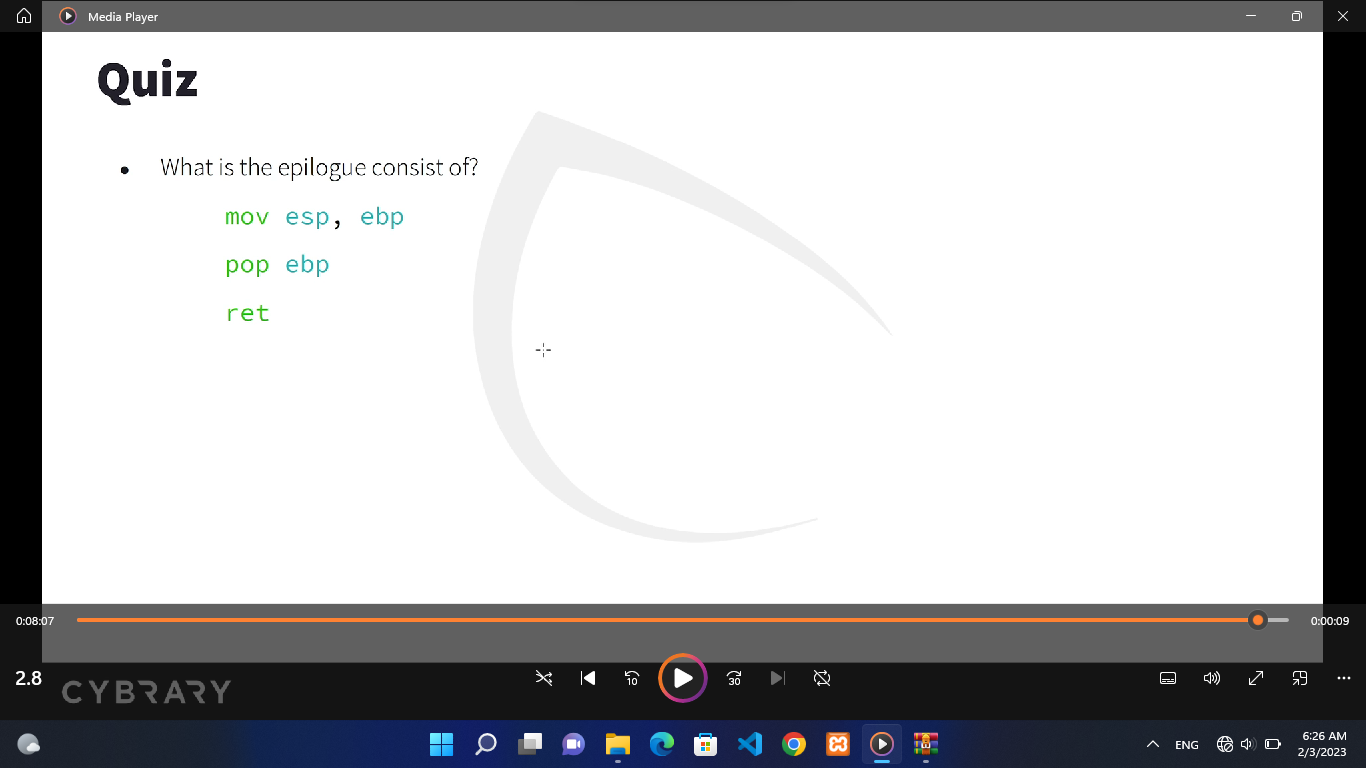 Media Player
Quiz
• What is the epilogue consist of?
mov esp, ebp
pop ebp
ret
0:08:07
0:00:09
2.8
CYBRARY
10
30
ENG
6:26 AM
2/3/2023